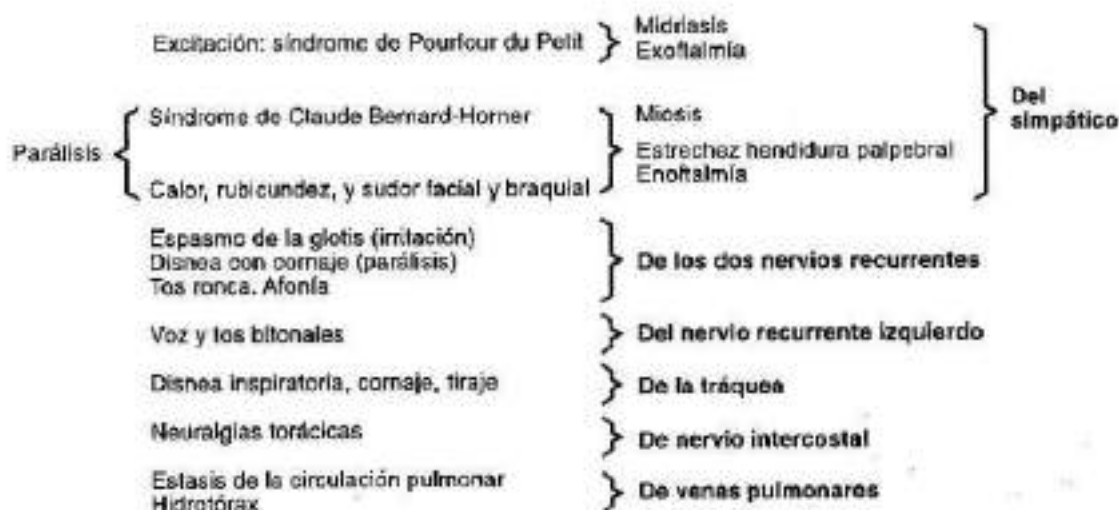 Excitación: síndrome de Pourfour du Petit
Midriasis
Exoftalmía
Del
simpático
Parálisis
Síndrome de Claude Bernard-Horner
Calor, rubicundez, y sudor facial y braquial
Miosis
Estrechez hendidura palpebral
Enoftalmía
Espasmo de la glotis (irritación)
Disnea con cornaje (parálisis)
Tos ronca. Afonía
De los dos nervios recurrentes
Voz y tos bitonales
Del nervio recurrente izquierdo
Disnea inspiratoria, cornaje, tiraje
De la tráquea
Neuralgias torácicas
De nervio intercostal
Estasis de la circulación pulmonar
Hidrotórax
De venas pulmonares